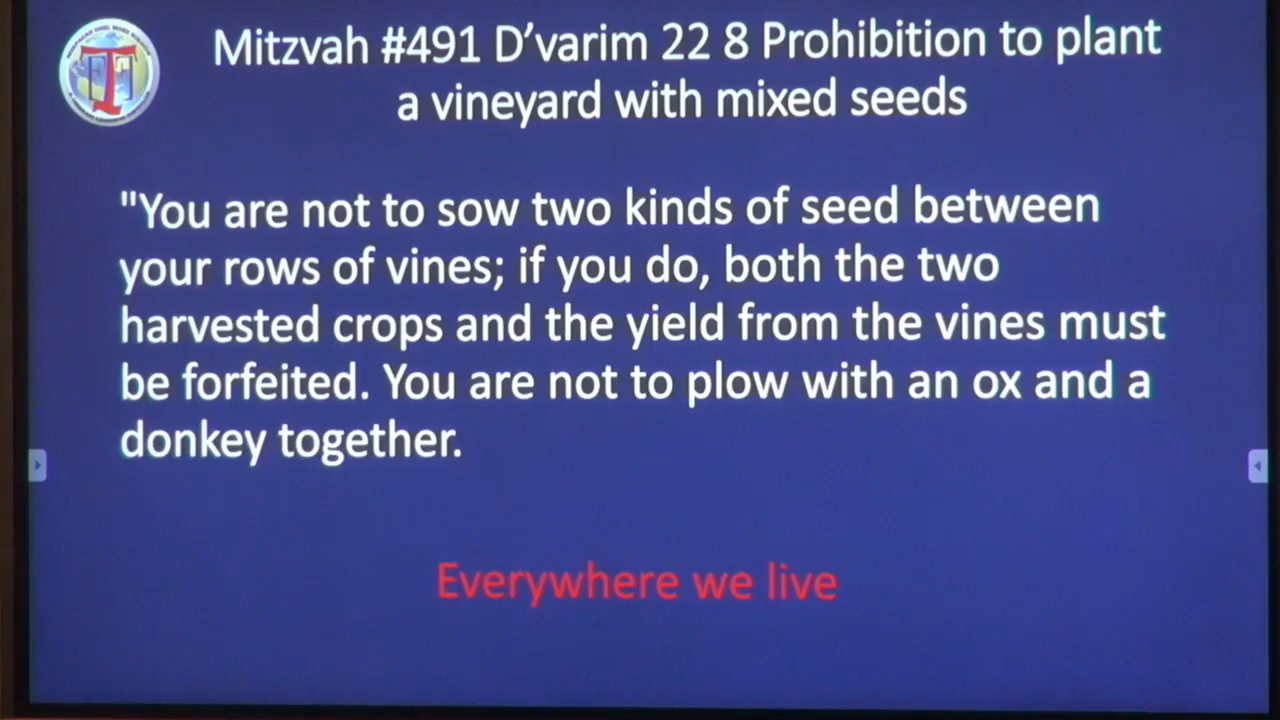 Mitzvah #491 D'varim 22 8 Prohibition to plant
a vineyard with mixed seeds
"You are not to sow two kinds of seed between
your rows of vines; if you do, both the two
harvested crops and the yield from the vines must
be forfeited. You are not to plow with an ox and a
donkey together.
Everywhere we live